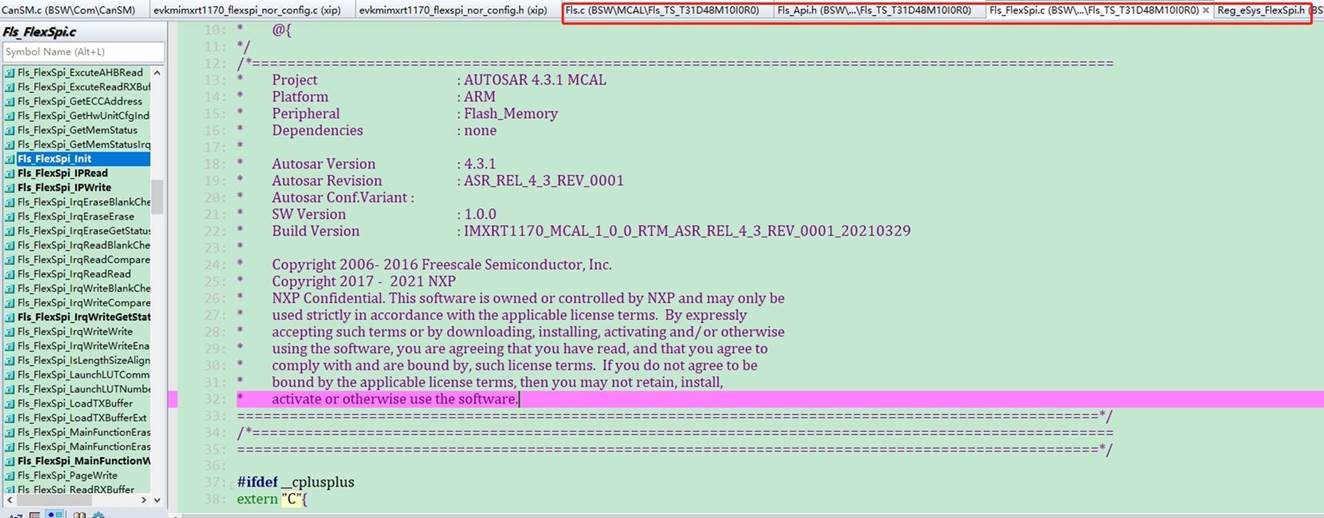 CanSM.c (BSW\Com\CanSM)
evkmimxrt1170_flexspi_nor_config.c (xip)
evkmimxrt1170_flexspi_nor_config.h (xip)
Fls.c (BSW\MCAL\Fls_TS_T31D48M10I0R0)
Fls_Api.h (BSW\...\Fls_TS_T31D48M10I0R0)
Fls_FlexSpi.c (BSW\...\Fls_TS_T31D48M10I0R0) ×
Reg_eSys_FlexSpi.h (BS
Fls_FlexSpi.c
Symbol Name (Alt+L)
Fls_FlexSpi_ExcuteAHBRead
Fls_FlexSpi_ExcuteReadRXBuf
Fls_FlexSpi_GetECCAddress
Fls_FlexSpi_GetHwUnitCfgInd
Fls_FlexSpi_GetMemStatus
Fls_FlexSpi_GetMemStatusIrq
Fls_FlexSpi_Init
Fls_FlexSpi_IPRead
Fls_FlexSpi_IPWrite
Fls_FlexSpi_IrqEraseBlankChe
Fls_FlexSpi_IrqEraseErase
Fls_FlexSpi_IrqEraseGetStatus
Fls_FlexSpi_IrqReadBlankChe
Fls_FlexSpi_IrqReadCompare
Fls_FlexSpi_IrqReadRead
Fls_FlexSpi_IrqWriteBlankChe
Fls_FlexSpi_IrqWriteCompare
Fls_FlexSpi_IrqWriteGetStat
Fls_FlexSpi_IrqWriteWrite
Fls_FlexSpi_IrqWriteWriteEna
Fls_FlexSpi_IsLengthSizeAlign
Fls_FlexSpi_LaunchLUTComm
Fls_FlexSpi_LaunchLUTNumbe
Fls_FlexSpi_LoadTXBuffer
Fls_FlexSpi_LoadTXBufferExt
Fls_FlexSpi_MainFunctionEras
Fls_FlexSpi_MainFunctionEras
Fls_FlexSpi_MainFunctionW
Fls_FlexSpi_PageWrite
Fls_FlexSpi_ReadRXBuffer
10: * @{
11: */
12: /*==================================================================================================
13: * Project : AUTOSAR 4.3.1 MCAL
14: * Platform : ARM
15: * Peripheral : Flash_Memory
16: * Dependencies : none
17: *
18: * Autosar Version : 4.3.1
19: * Autosar Revision : ASR_REL_4_3_REV_0001
20: * Autosar Conf.Variant :
21: * SW Version : 1.0.0
22: * Build Version : IMXRT1170_MCAL_1_0_0_RTM_ASR_REL_4_3_REV_0001_20210329
23: *
24: * Copyright 2006- 2016 Freescale Semiconductor, Inc.
25: * Copyright 2017 - 2021 NXP
26: * NXP Confidential. This software is owned or controlled by NXP and may only be
27: * used strictly in accordance with the applicable license terms. By expressly
28: * accepting such terms or by downloading, installing, activating and/or otherwise
29: * using the software, you are agreeing that you have read, and that you agree to
30: * comply with and are bound by, such license terms. If you do not agree to be
31: * bound by the applicable license terms, then you may not retain, install,
32: * activate or otherwise use the software.
33: ==================================================================================================*/
34: /*==================================================================================================
35: ==================================================================================================*/
36:
37: #ifdef __cplusplus
38: extern "C"{